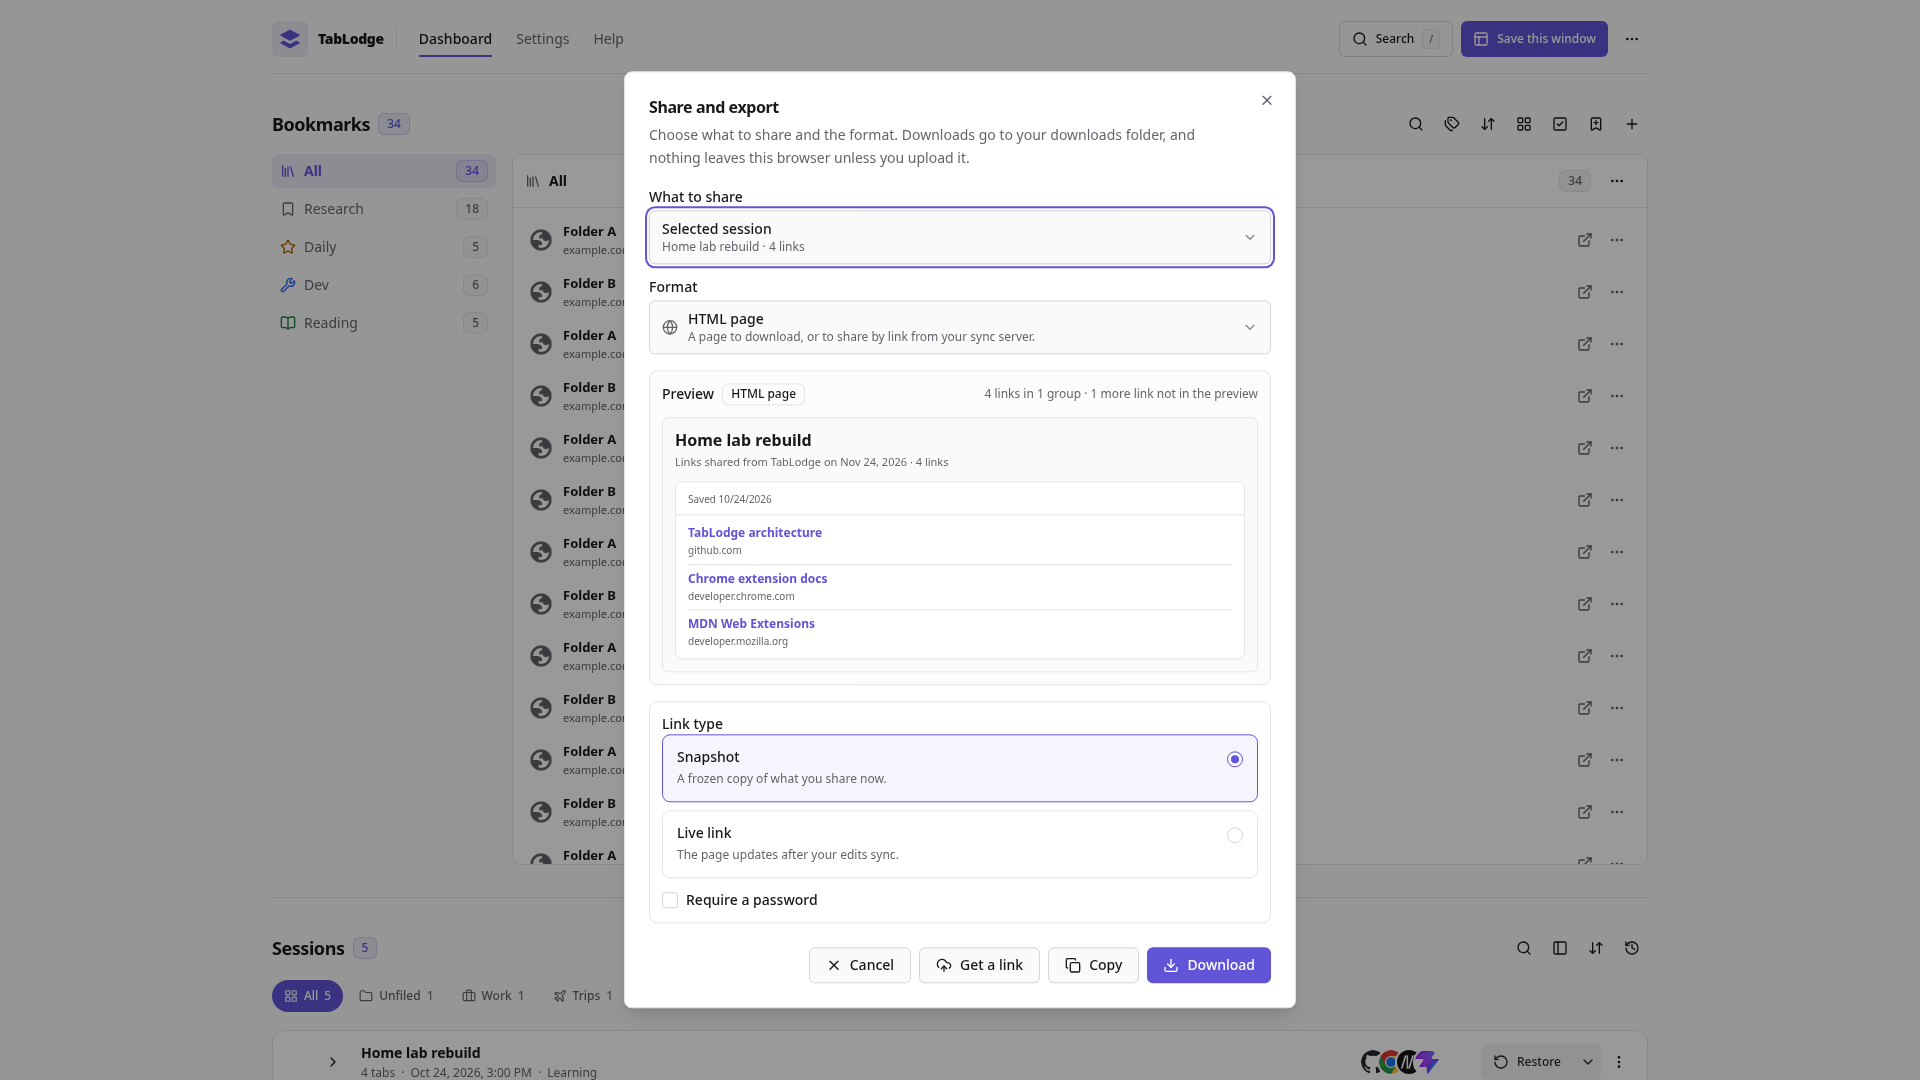 TabLodge
Dashboard
Settings
Help
Search /
Save this window
Bookmarks 34
All 34
Research 18
Daily 5
Dev 6
Reading 5
All
34
Folder A
Folder B
Folder A
Folder B
Folder A
Folder B
Folder A
Folder B
Folder A
Folder B
Folder A
Folder B
Folder A
Share and export
Choose what to share and the format. Downloads go to your downloads folder, and
nothing leaves this browser unless you upload it.
What to share
Selected session
Home lab rebuild · 4 links
Format
HTML page
A page to download, or to share by link from your sync server.
Preview HTML page
4 links in 1 group · 1 more link not in the preview
Home lab rebuild
Links shared from TabLodge on Nov 24, 2026 · 4 links
Saved 10/24/2026
TabLodge architecture
github.com
Chrome extension docs
developer.chrome.com
MDN Web Extensions
developer.mozilla.org
Link type
Snapshot
A frozen copy of what you share now.
Live link
The page updates after your edits sync.
Require a password
Cancel
Get a link
Copy
Download
Sessions 5
All 5
Unfiled 1
Work 1
Trips 1
Home lab rebuild
4 tabs · Oct 24, 2026, 3:00 PM · Learning
Restore